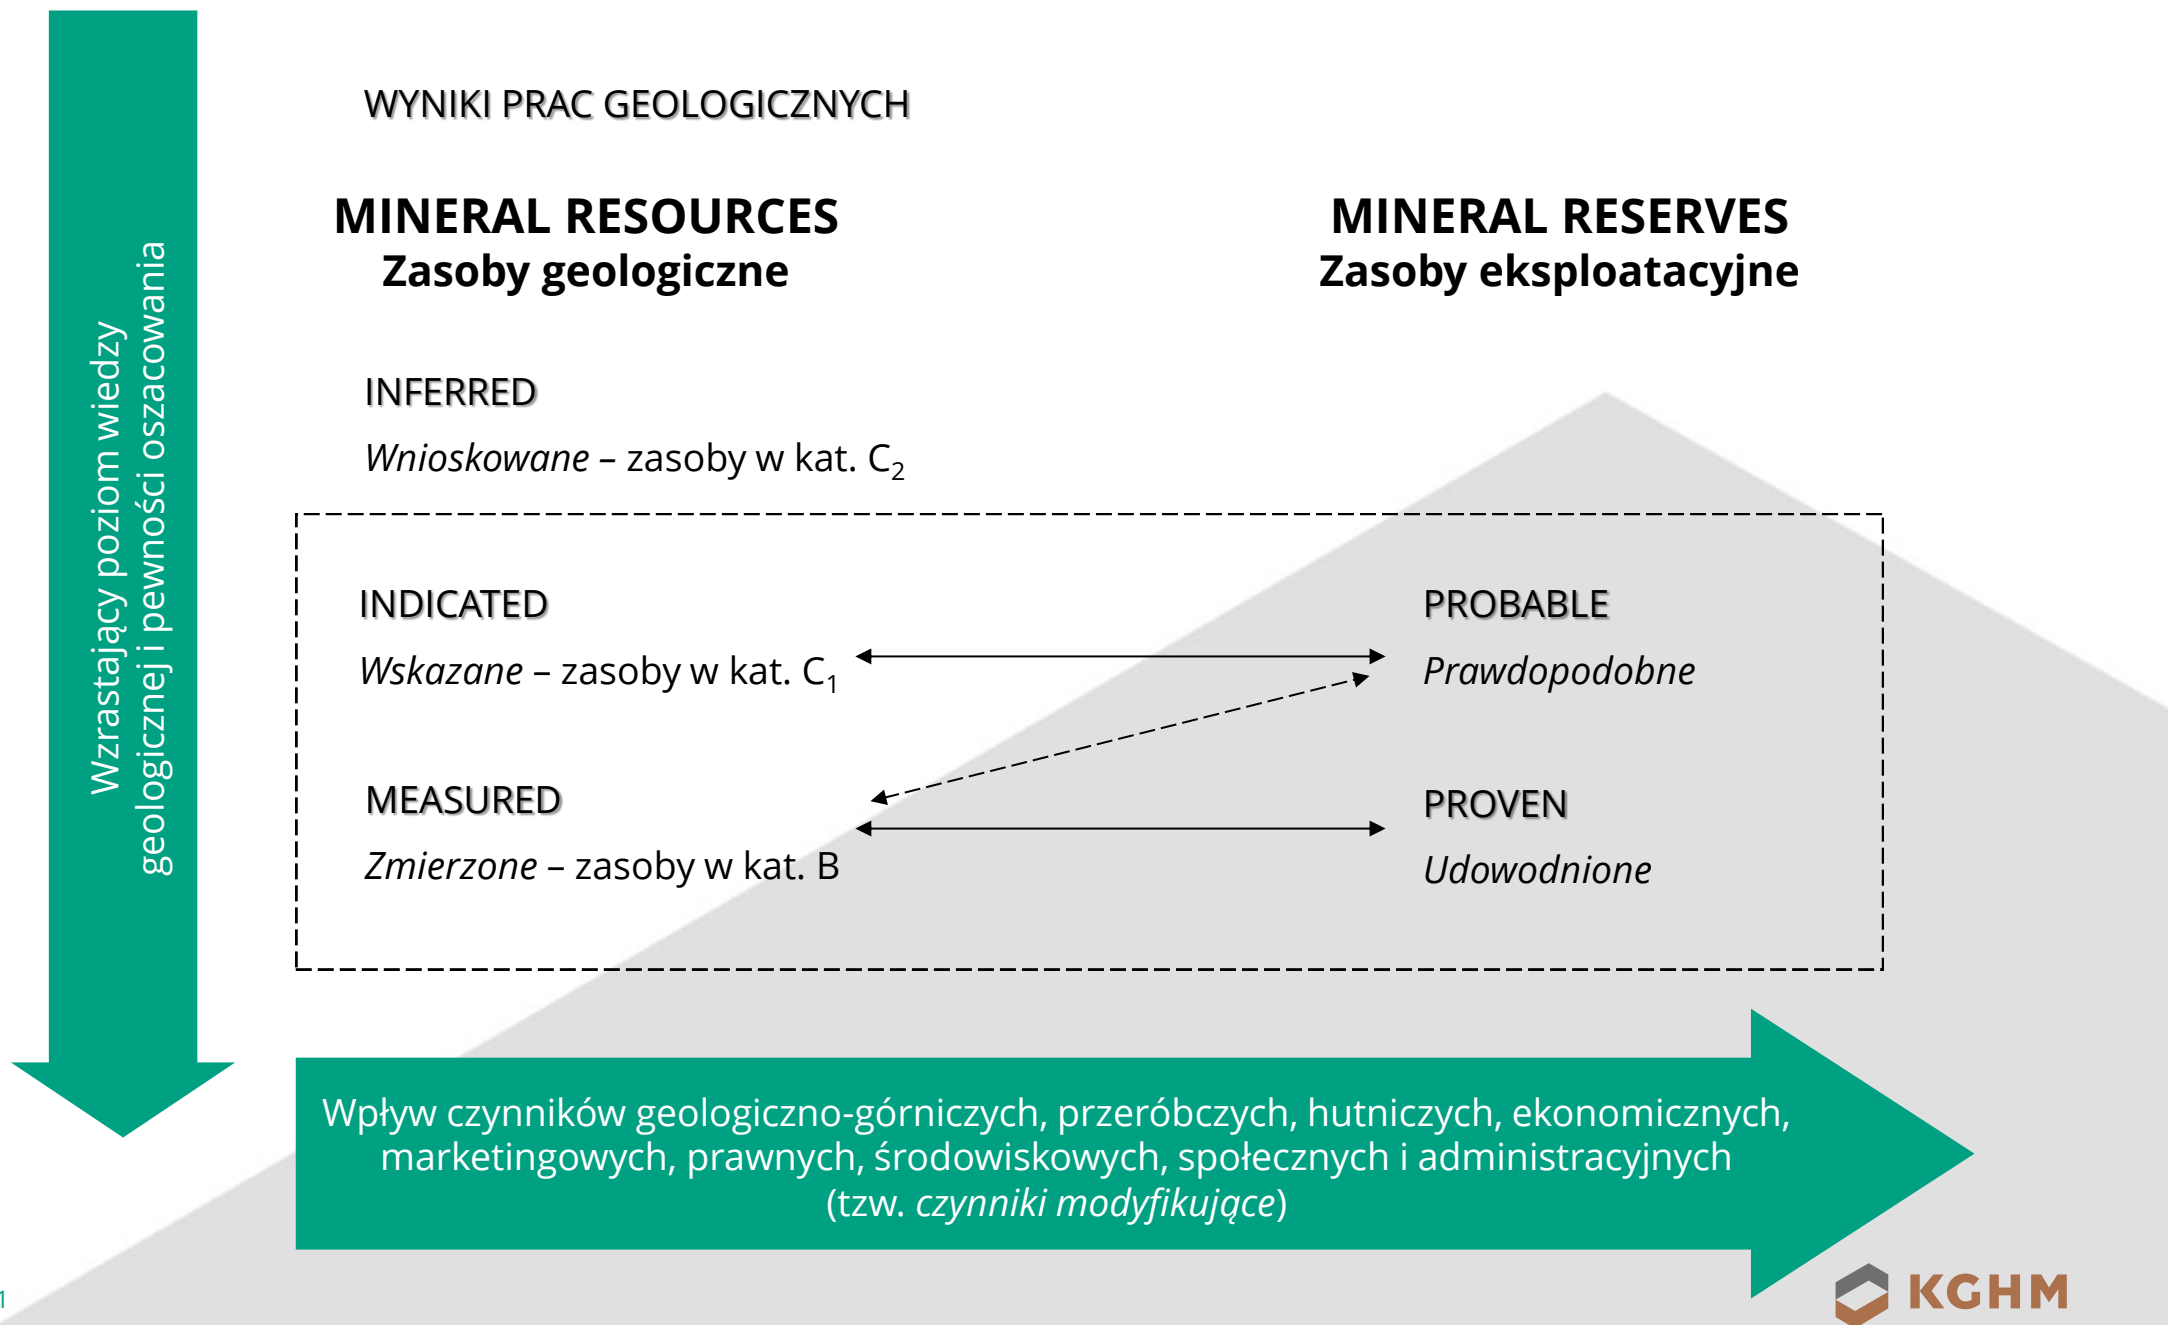 Wzrastający poziom wiedzy
geologicznej i pewności oszacowania
WYNIKI PRAC GEOLOGICZNYCH
MINERAL RESOURCES
Zasoby geologiczne
MINERAL RESERVES
Zasoby eksploatacyjne
INFERRED
Wnioskowane – zasoby w kat. C₂
INDICATED
Wskazane – zasoby w kat. C₁
PROBABLE
Prawdopodobne
MEASURED
Zmierzone – zasoby w kat. B
PROVEN
Udowodnione
Wpływ czynników geologiczno-górniczych, przeróbczych, hutniczych, ekonomicznych,
marketingowych, prawnych, środowiskowych, społecznych i administracyjnych
(tzw. czynniki modyfikujące)
KGHM